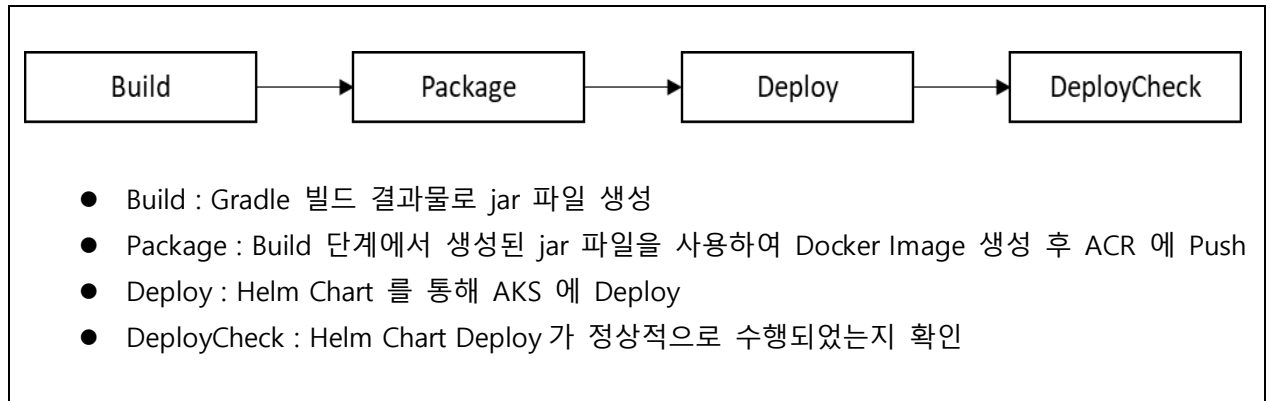 Build
Package
Deploy
DeployCheck
● Build : Gradle 빌드 결과물로 jar 파일 생성
● Package : Build 단계에서 생성된 jar 파일을 사용하여 Docker Image 생성 후 ACR 에 Push
● Deploy : Helm Chart 를 통해 AKS 에 Deploy
● DeployCheck : Helm Chart Deploy 가 정상적으로 수행되었는지 확인